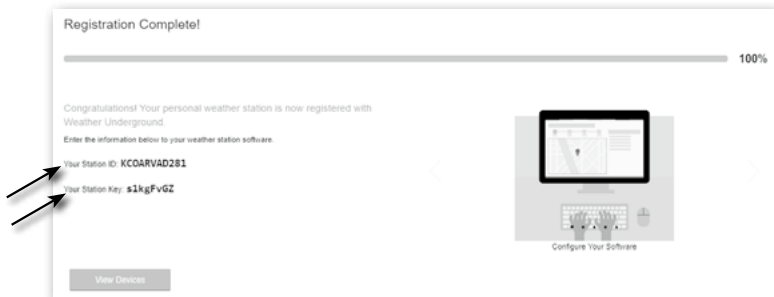 Registration Complete!
100%
Congratulations! Your personal weather station is now registered with
Weather Underground.
Enter the information below to your weather station software.
Your Station ID: KCOARVAD281
Your Station Key: s1kgFvGZ
Configure Your Software
View Devices